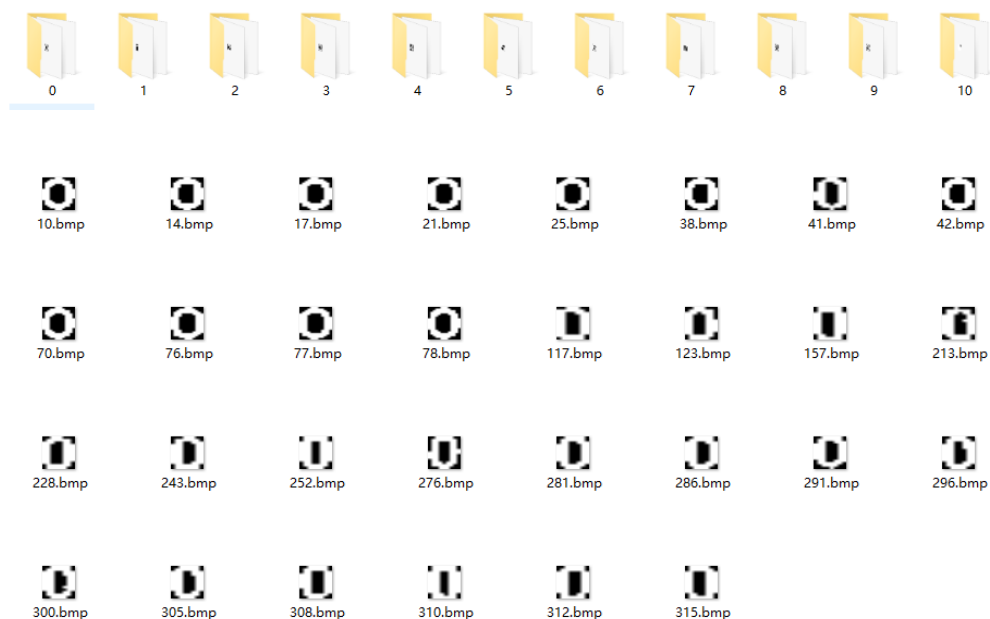 0 1 2 3 4 5 6 7 8 9 10
10.bmp 14.bmp 17.bmp 21.bmp 25.bmp 38.bmp 41.bmp 42.bmp
70.bmp 76.bmp 77.bmp 78.bmp 117.bmp 123.bmp 157.bmp 213.bmp
228.bmp 243.bmp 252.bmp 276.bmp 281.bmp 286.bmp 291.bmp 296.bmp
300.bmp 305.bmp 308.bmp 310.bmp 312.bmp 315.bmp